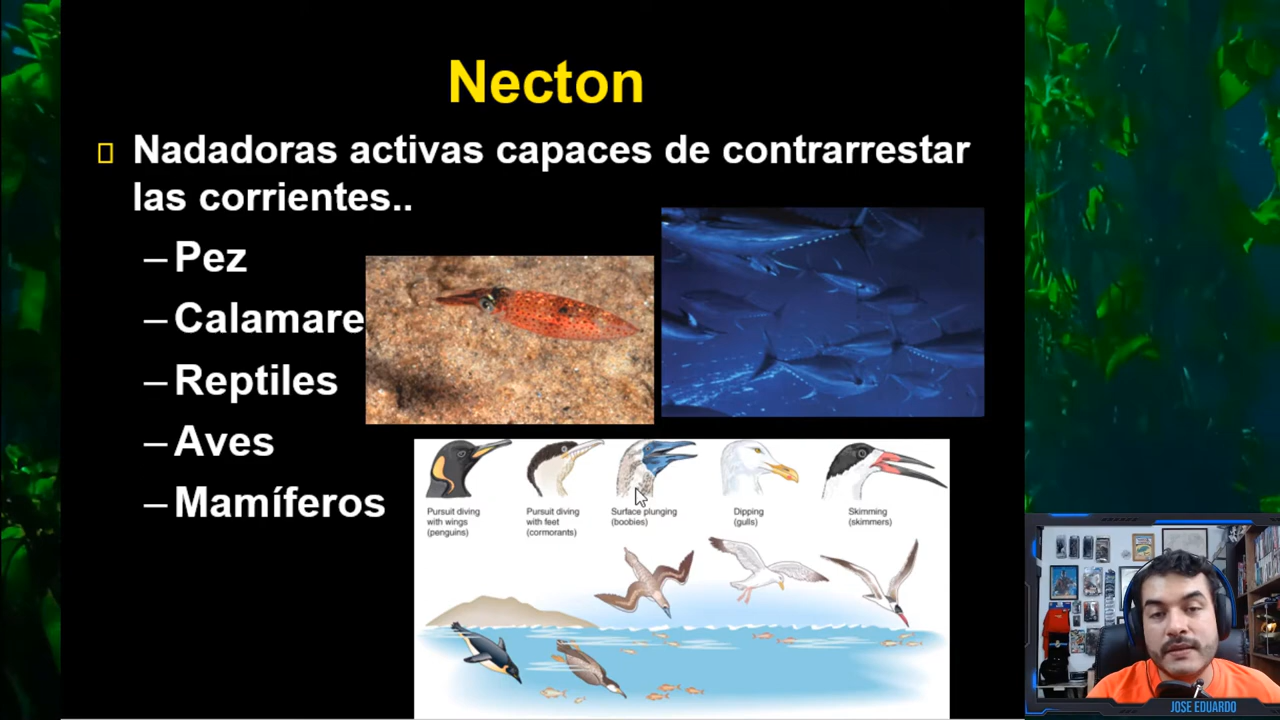 Necton
Nadadoras activas capaces de contrarrestar
las corrientes..
–Pez
–Calamare
–Reptiles
–Aves
–Mamíferos
Pursuit diving
with wings
(penguins)
Pursuit diving
with feet
(cormorants)
Surface plunging
(boobies)
Dipping
(gulls)
Skimming
(skimmers)
JOSE EDUARDO